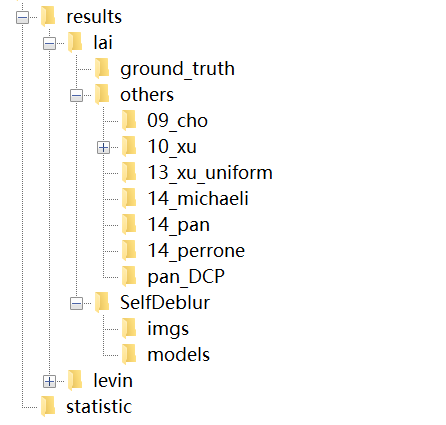 results
lai
ground_truth
others
09_cho
10_xu
13_xu_uniform
14_michaeli
14_pan
14_perrone
pan_DCP
SelfDeblur
imgs
models
levin
statistic